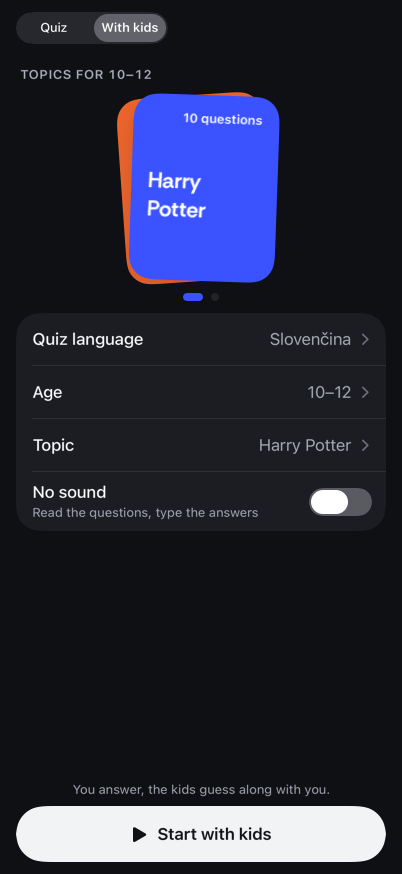 Quiz
With kids
TOPICS FOR 10–12
10 questions
Harry
Potter
Quiz language
Slovenčina
Age
10–12
Topic
Harry Potter
No sound
Read the questions, type the answers
You answer, the kids guess along with you.
Start with kids